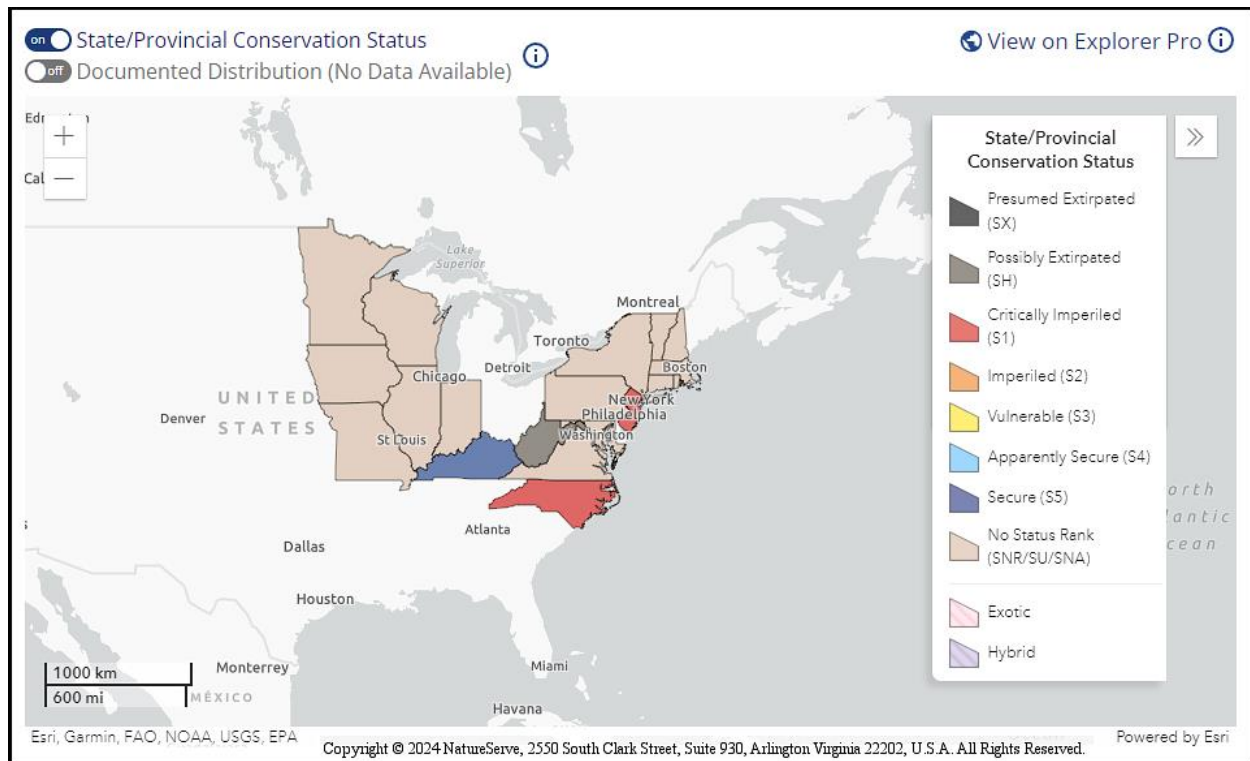 on State/Provincial Conservation Status
off Documented Distribution (No Data Available)
View on Explorer Pro
Lake
Superior
Montreal
Toronto
Detroit
Chicago
Boston
New York
Philadelphia
UNITED
STATES
Denver
St Louis
Washington
Atlanta
Dallas
Houston
Monterrey
MÉXICO
Miami
Havana
1000 km
600 mi
State/Provincial
Conservation Status
Presumed Extirpated
(SX)
Possibly Extirpated
(SH)
Critically Imperiled
(S1)
Imperiled (S2)
Vulnerable (S3)
Apparently Secure (S4)
Secure (S5)
No Status Rank
(SNR/SU/SNA)
Exotic
Hybrid
Esri, Garmin, FAO, NOAA, USGS, EPA
Copyright © 2024 NatureServe, 2550 South Clark Street, Suite 930, Arlington Virginia 22202, U.S.A. All Rights Reserved.
Powered by Esri